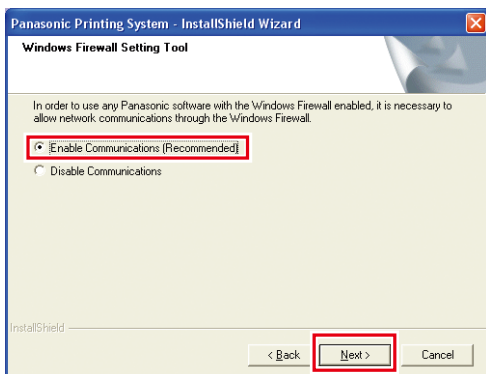 Panasonic Printing System - InstallShield Wizard
Windows Firewall Setting Tool
In order to use any Panasonic software with the Windows Firewall enabled, it is necessary to
allow network communications through the Windows Firewall.
Enable Communications (Recommended)
Disable Communications
InstallShield
< Back Next > Cancel